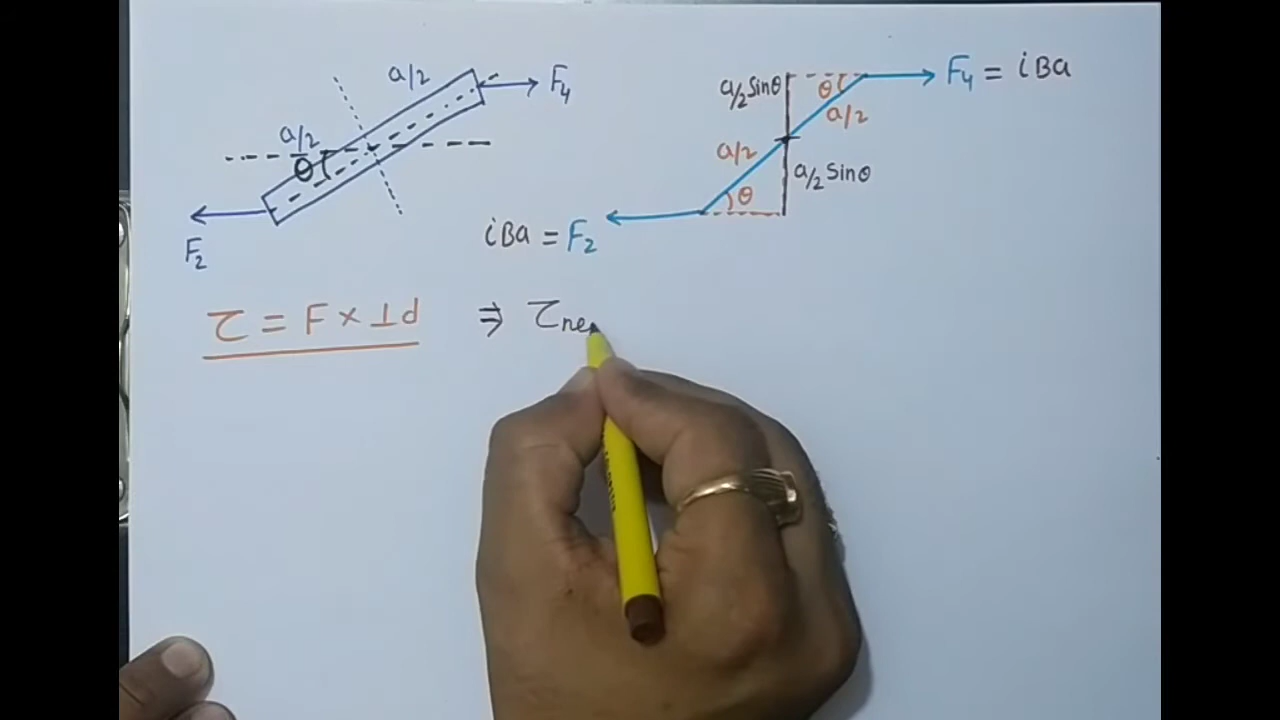 a/2
F₄
a/2
θ
F₂
a/2 sinθ
θ
F₄ = iBa
a/2
a/2
a/2 sinθ
θ
iBa = F₂
τ = F × ⊥d ⇒ τne